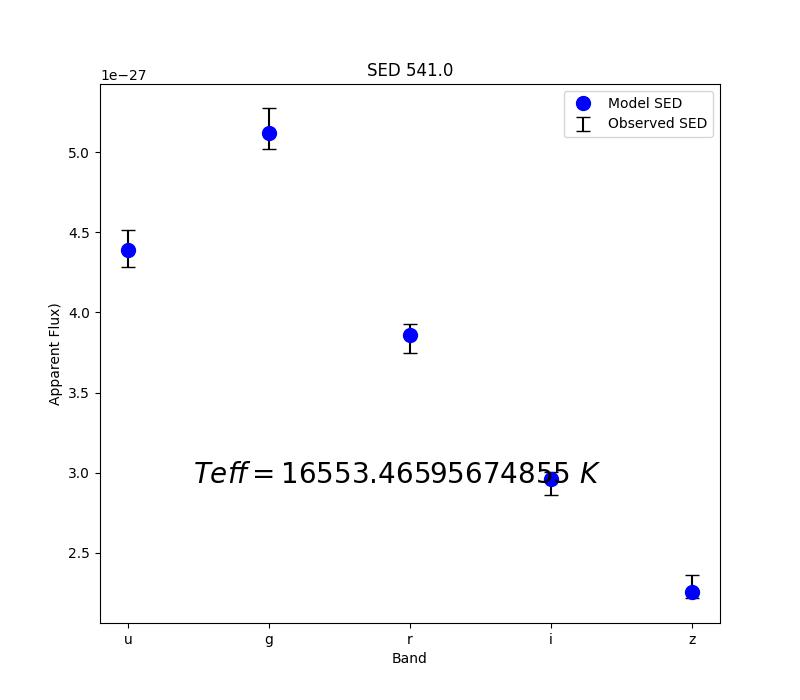 SED 541.0
1e−27
Model SED
Observed SED
5.0
4.5
4.0
3.5
3.0
2.5
Apparent Flux)
Teff = 16553.46595674855 K
u g r i z
Band